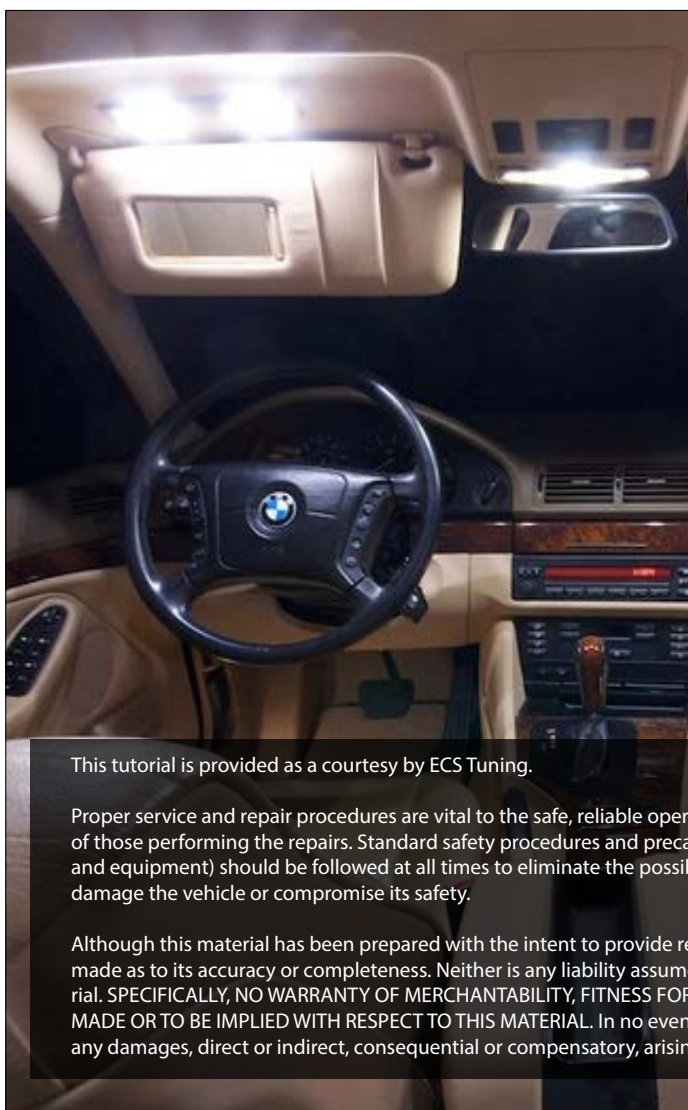 This tutorial is provided as a courtesy by ECS Tuning.
Proper service and repair procedures are vital to the safe, reliable oper
of those performing the repairs. Standard safety procedures and preca
and equipment) should be followed at all times to eliminate the possib
damage the vehicle or compromise its safety.
Although this material has been prepared with the intent to provide re
made as to its accuracy or completeness. Neither is any liability assum
rial. SPECIFICALLY, NO WARRANTY OF MERCHANTABILITY, FITNESS FOR
MADE OR TO BE IMPLIED WITH RESPECT TO THIS MATERIAL. In no even
any damages, direct or indirect, consequential or compensatory, arisin